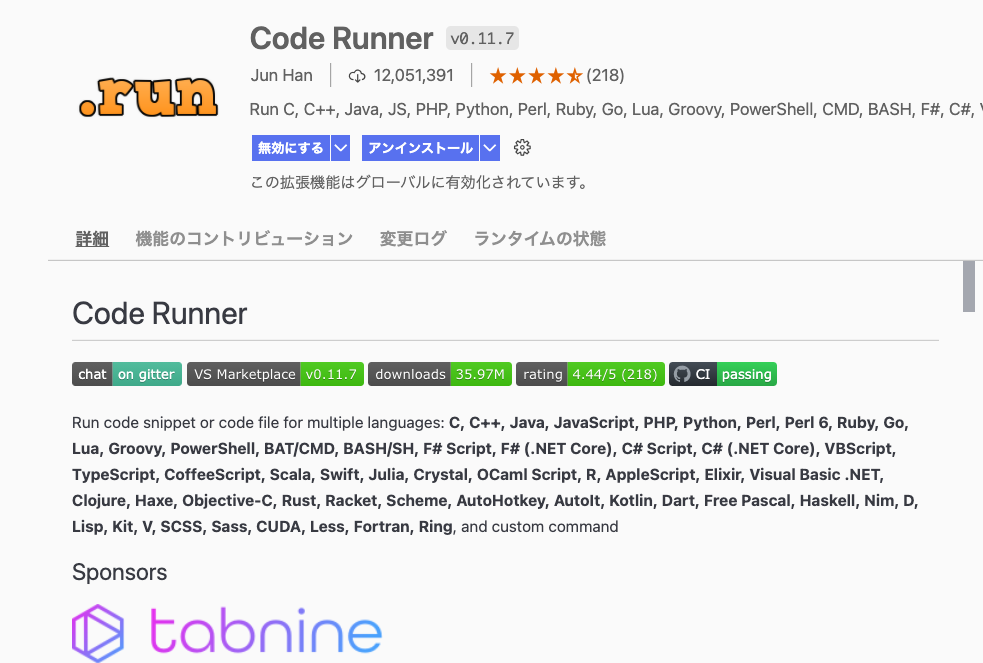 Code Runner v0.11.7
.run
Jun Han 12,051,391 (218)
Run C, C++, Java, JS, PHP, Python, Perl, Ruby, Go, Lua, Groovy, PowerShell, CMD, BASH, F#, C#,
無効にする アンインストール
この拡張機能はグローバルに有効化されています。
詳細 機能のコントリビューション 変更ログ ランタイムの状態
Code Runner
chat on gitter VS Marketplace v0.11.7 downloads 35.97M rating 4.44/5 (218) CI passing
Run code snippet or code file for multiple languages: C, C++, Java, JavaScript, PHP, Python, Perl, Perl 6, Ruby, Go,
Lua, Groovy, PowerShell, BAT/CMD, BASH/SH, F# Script, F# (.NET Core), C# Script, C# (.NET Core), VBScript,
TypeScript, CoffeeScript, Scala, Swift, Julia, Crystal, OCaml Script, R, AppleScript, Elixir, Visual Basic .NET,
Clojure, Haxe, Objective-C, Rust, Racket, Scheme, AutoHotkey, AutoIt, Kotlin, Dart, Free Pascal, Haskell, Nim, D,
Lisp, Kit, V, SCSS, Sass, CUDA, Less, Fortran, Ring, and custom command
Sponsors
tabnine